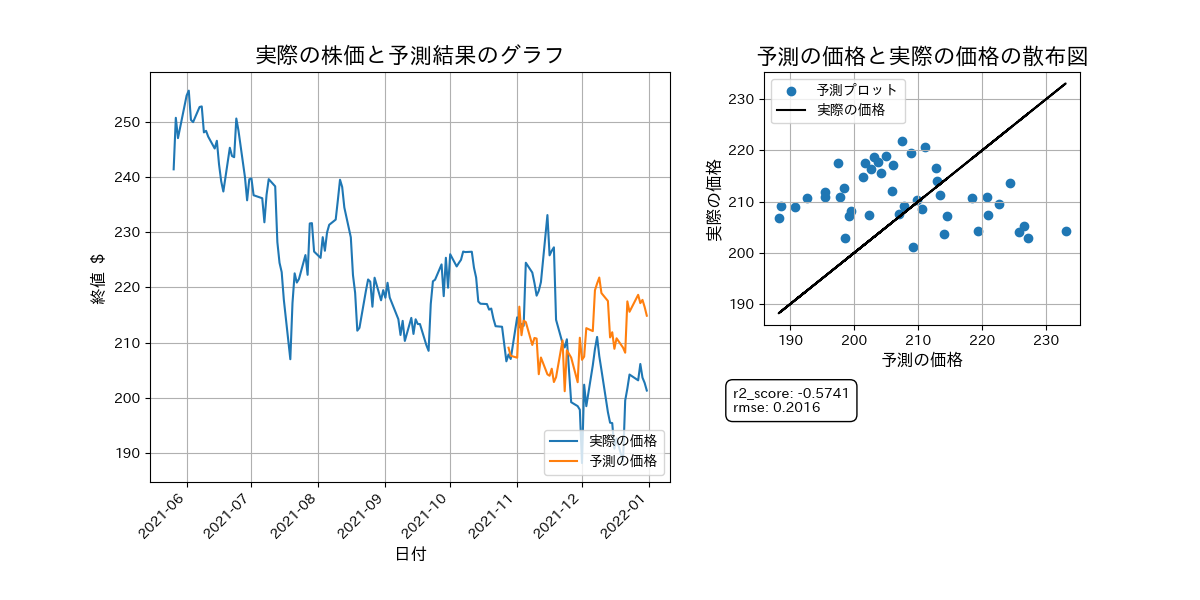 実際の株価と予測結果のグラフ
終値 $
250
240
230
220
210
200
190
2021-06
2021-07
2021-08
2021-09
2021-10
2021-11
2021-12
2022-01
日付
実際の価格
予測の価格
予測の価格と実際の価格の散布図
予測プロット
実際の価格
実際の価格
230
220
210
200
190
190
200
210
220
230
予測の価格
r2_score: -0.5741
rmse: 0.2016